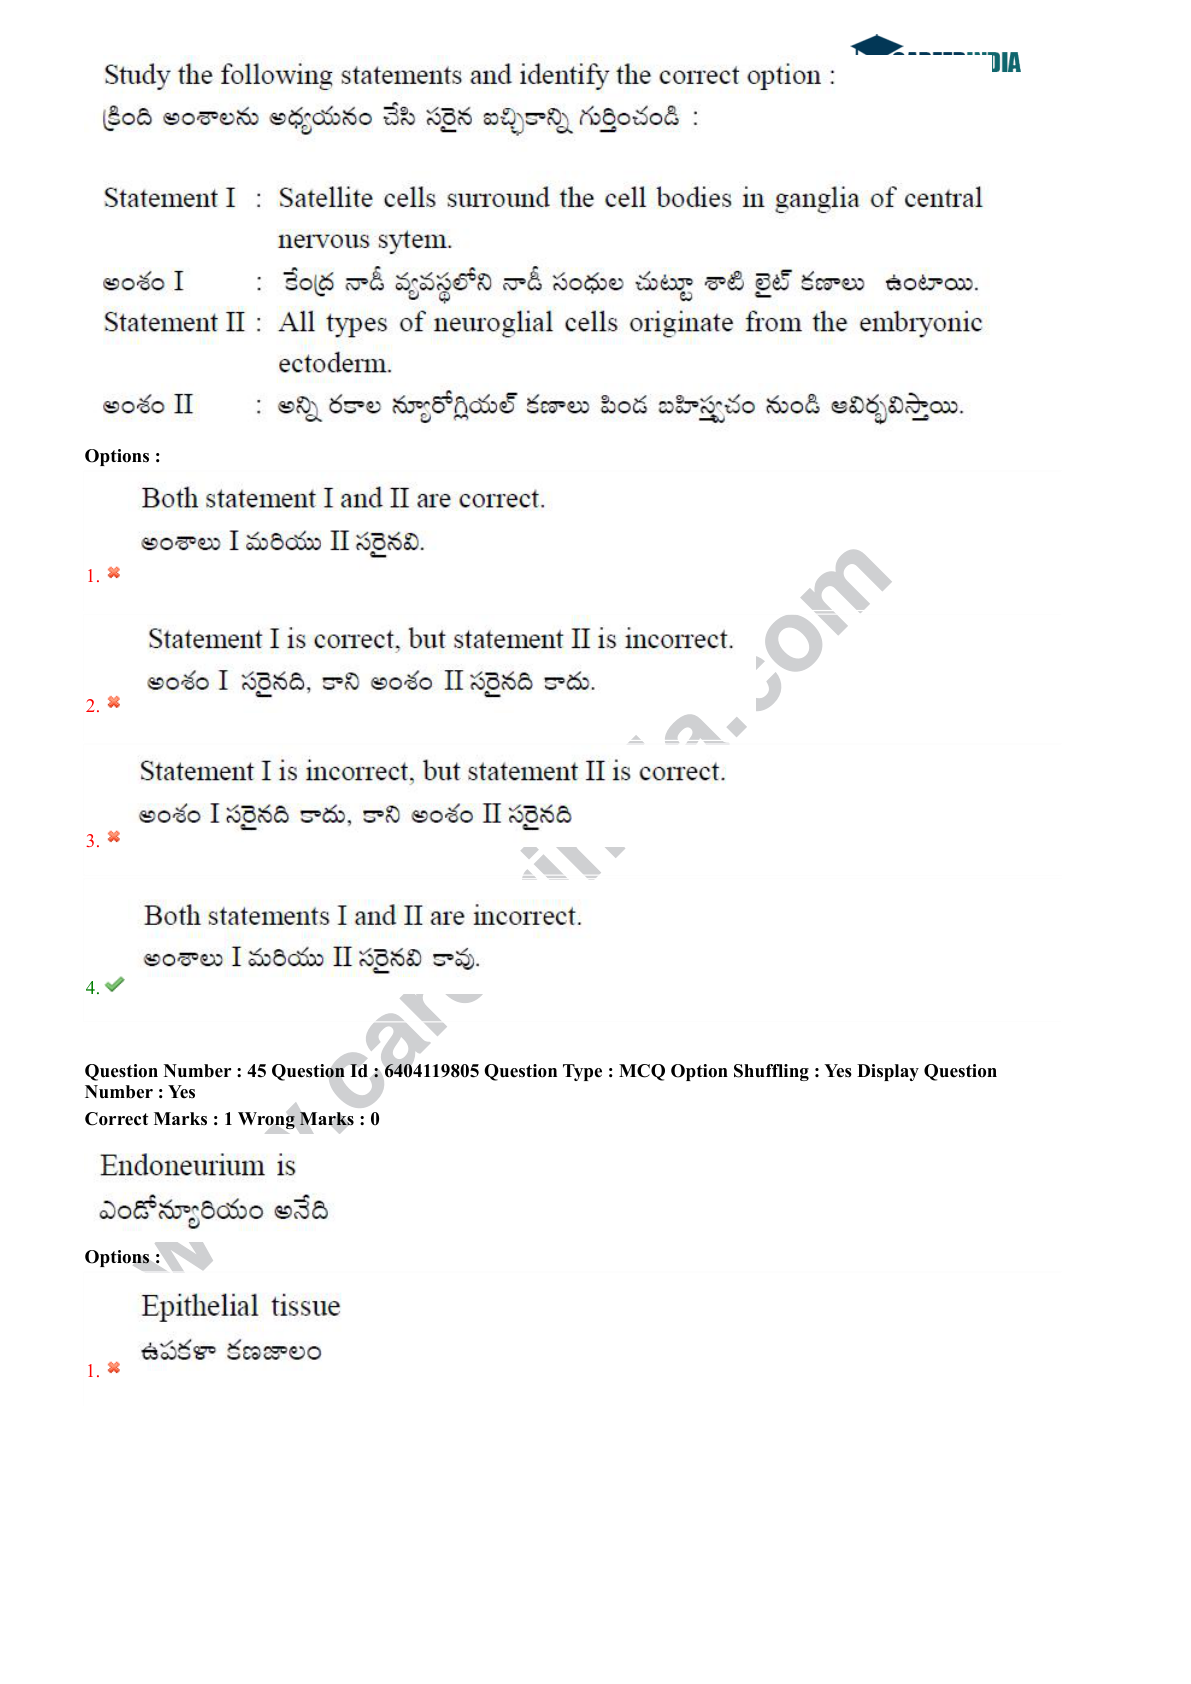 DIA
Study the following statements and identify the correct option :
క్రింది అంశాలను అధ్యయనం చేసి సరైన ఐచ్ఛికాన్ని గుర్తించండి :
Statement I : Satellite cells surround the cell bodies in ganglia of central
nervous sytem.
అంశం I : కేంద్ర నాడీ వ్యవస్థలోని నాడీ సంధుల చుట్టూ శాటి లైట్ కణాలు ఉంటాయి.
Statement II : All types of neuroglial cells originate from the embryonic
ectoderm.
అంశం II : అన్ని రకాల న్యూరోగ్లియల్ కణాలు పిండ బహిస్త్వచం నుండి ఆవిర్భవిస్తాయి.
Options :
Both statement I and II are correct.
అంశాలు I మరియు II సరైనవి.
1.
Statement I is correct, but statement II is incorrect.
అంశం I సరైనది, కాని అంశం II సరైనది కాదు.
2.
Statement I is incorrect, but statement II is correct.
అంశం I సరైనది కాదు, కాని అంశం II సరైనది
3.
Both statements I and II are incorrect.
అంశాలు I మరియు II సరైనవి కావు.
4.
Question Number : 45 Question Id : 6404119805 Question Type : MCQ Option Shuffling : Yes Display Question
Number : Yes
Correct Marks : 1 Wrong Marks : 0
Endoneurium is
ఎండోన్యూరియం అనేది
Options :
Epithelial tissue
ఉపకళా కణజాలం
1.